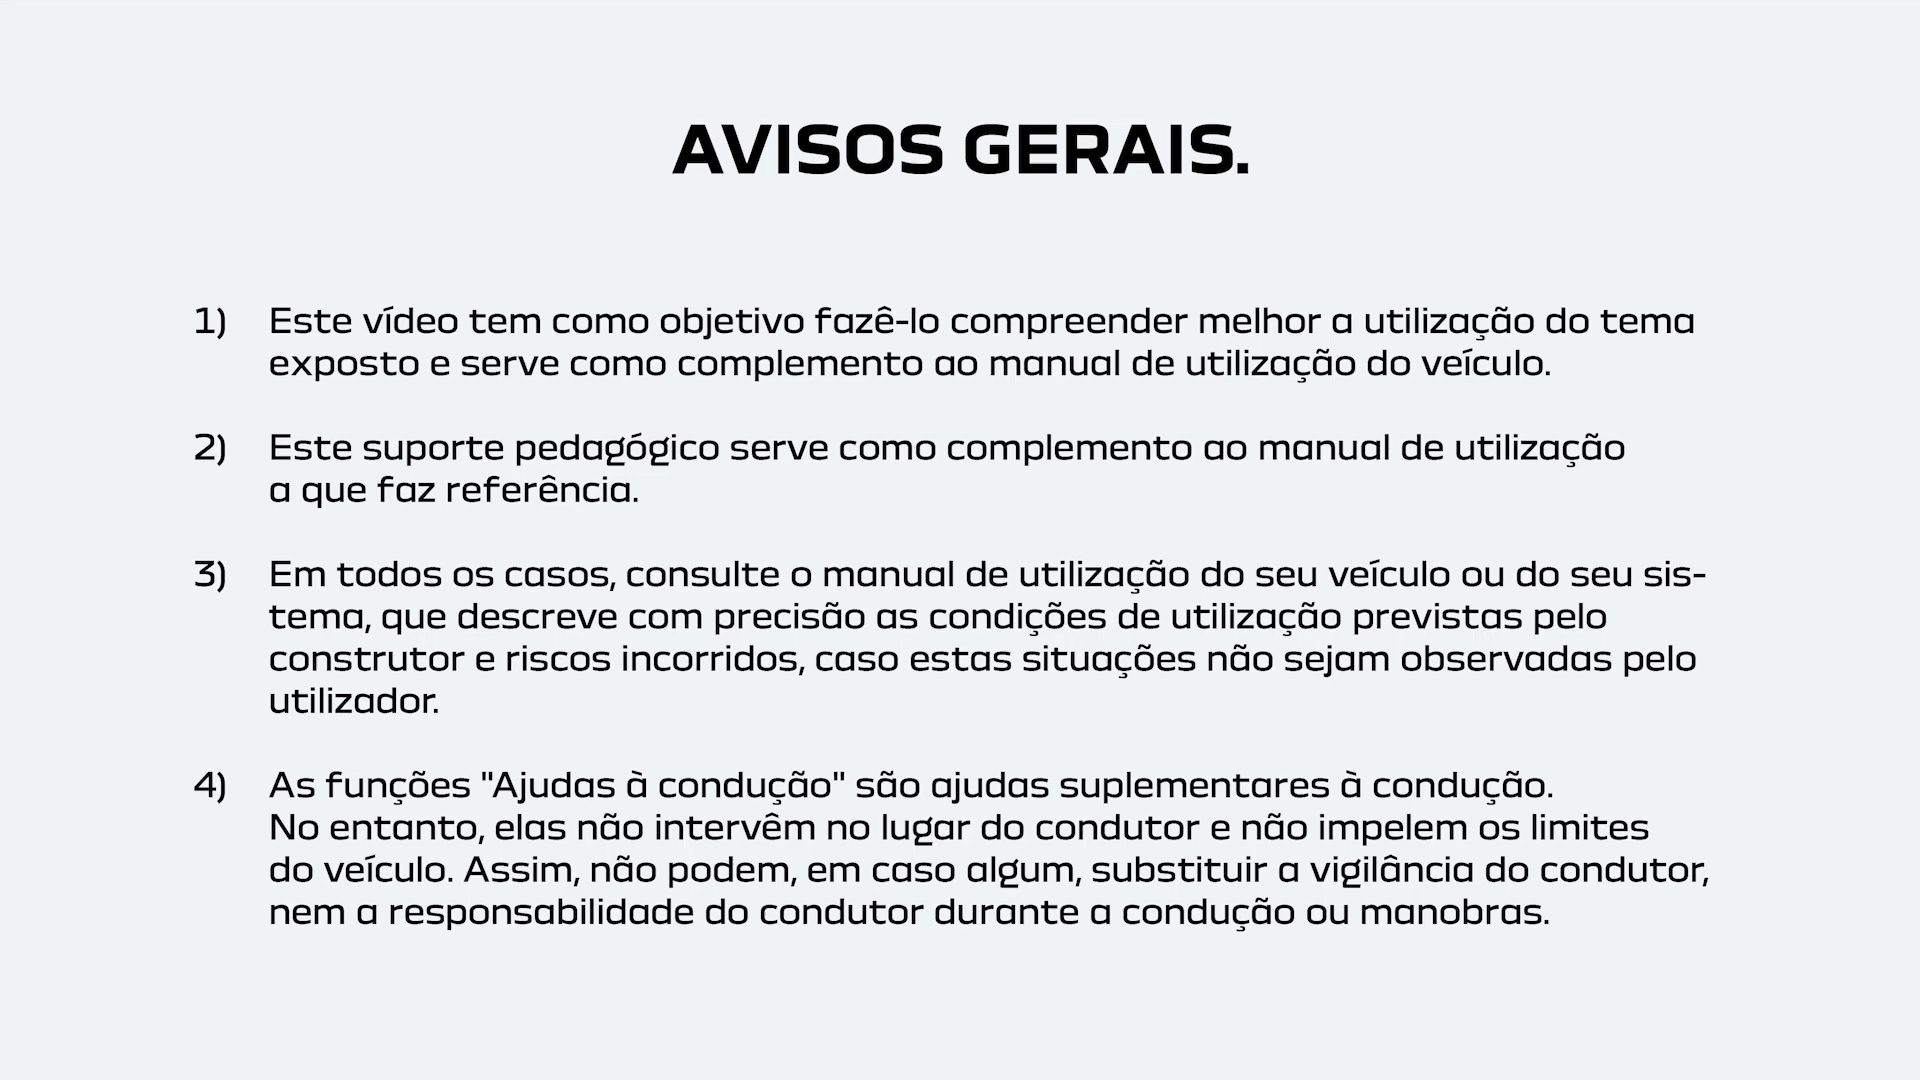 AVISOS GERAIS.
1) Este vídeo tem como objetivo fazê-lo compreender melhor a utilização do tema
exposto e serve como complemento ao manual de utilização do veículo.
2) Este suporte pedagógico serve como complemento ao manual de utilização
a que faz referência.
3) Em todos os casos, consulte o manual de utilização do seu veículo ou do seu sis-
tema, que descreve com precisão as condições de utilização previstas pelo
construtor e riscos incorridos, caso estas situações não sejam observadas pelo
utilizador.
4) As funções "Ajudas à condução" são ajudas suplementares à condução.
No entanto, elas não intervêm no lugar do condutor e não impelem os limites
do veículo. Assim, não podem, em caso algum, substituir a vigilância do condutor,
nem a responsabilidade do condutor durante a condução ou manobras.